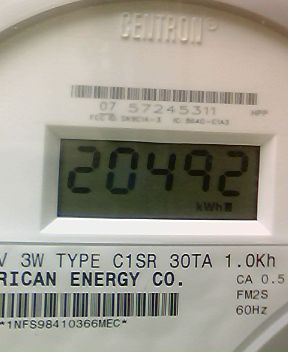 CENTRON®
07 57245311 HPP
20492
kWh
V 3W TYPE C1SR 30TA 1.0Kh
RICAN ENERGY CO.
CA 0.5
FM2S
60Hz
*1NFS98410366MEC*